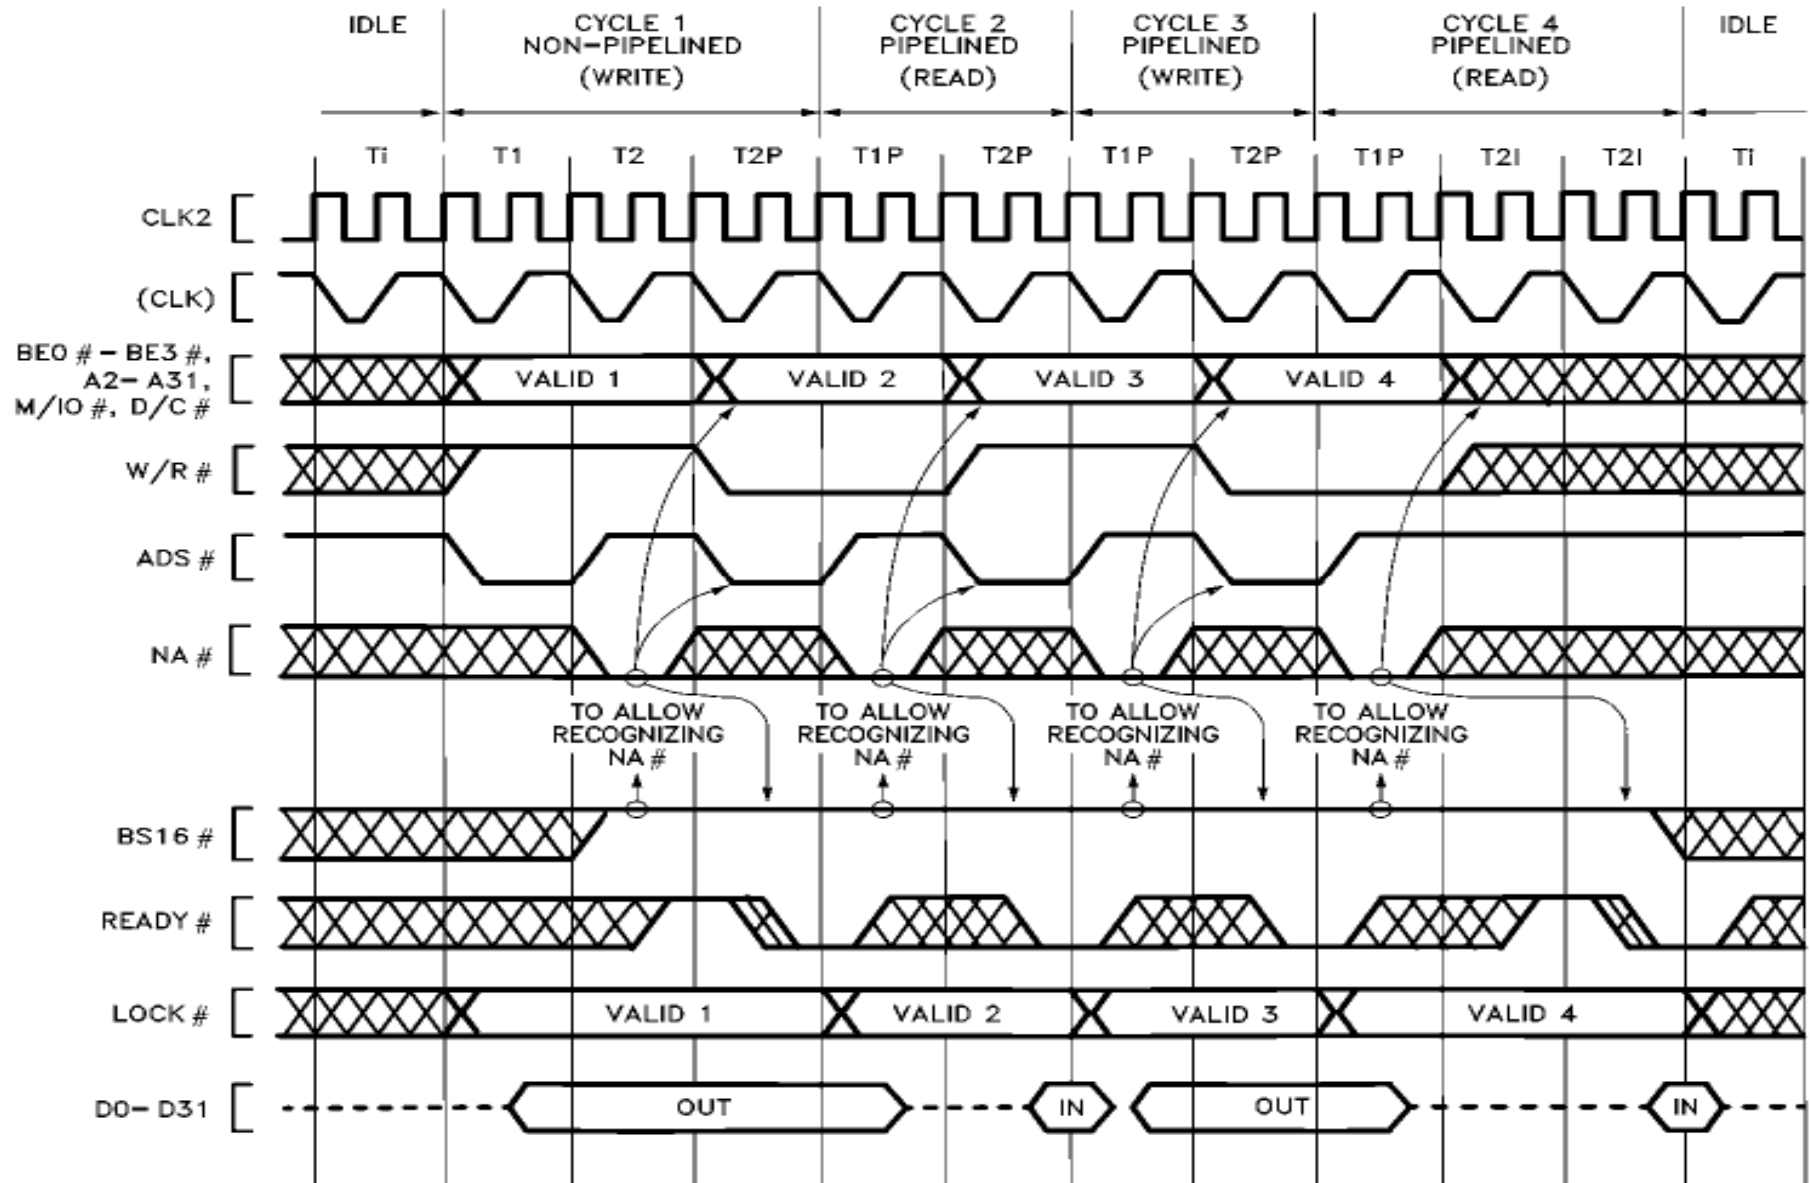 IDLE
CYCLE 1
NON-PIPELINED
(WRITE)
CYCLE 2
PIPELINED
(READ)
CYCLE 3
PIPELINED
(WRITE)
CYCLE 4
PIPELINED
(READ)
IDLE
Ti T1 T2 T2P T1P T2P T1P T2P T1P T2I T2I Ti
CLK2
(CLK)
BE0 # - BE3 #,
A2- A31,
M/IO #, D/C #
VALID 1 VALID 2 VALID 3 VALID 4
W/R #
ADS #
NA #
TO ALLOW
RECOGNIZING
NA #
TO ALLOW
RECOGNIZING
NA #
TO ALLOW
RECOGNIZING
NA #
TO ALLOW
RECOGNIZING
NA #
BS16 #
READY #
LOCK #
VALID 1 VALID 2 VALID 3 VALID 4
D0- D31
OUT IN OUT IN